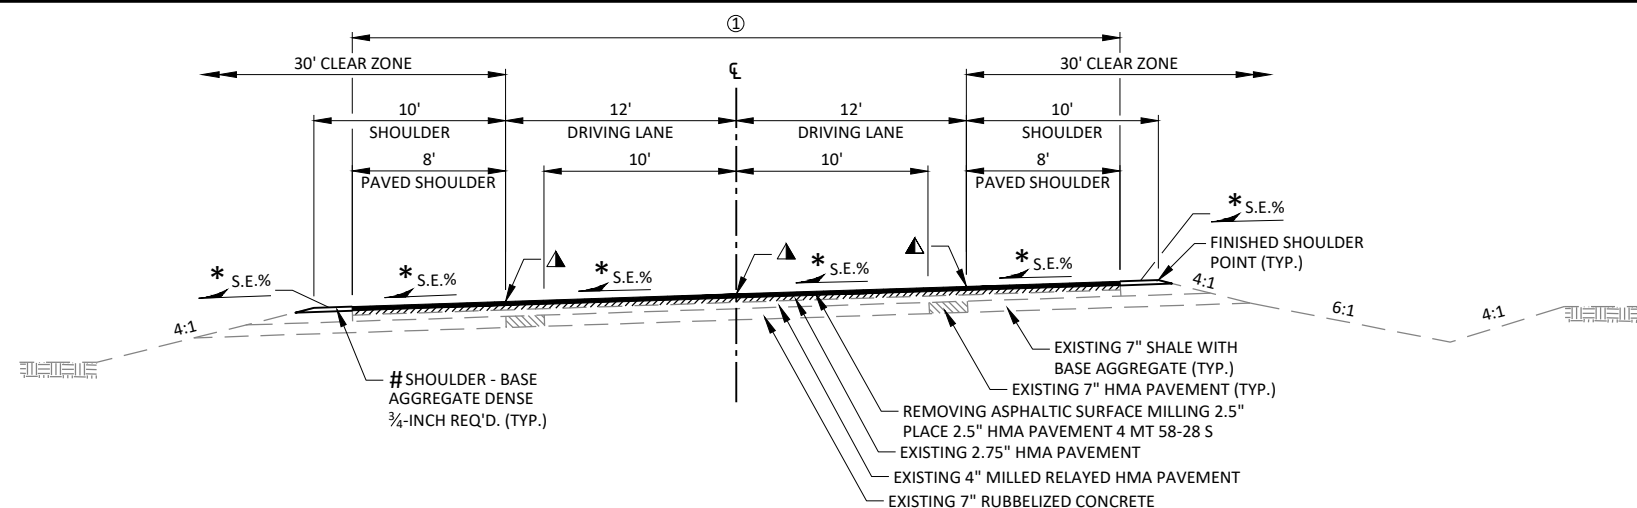 ①
30' CLEAR ZONE
℄
30' CLEAR ZONE
10'
12'
12'
10'
SHOULDER
DRIVING LANE
DRIVING LANE
SHOULDER
8'
10'
10'
8'
PAVED SHOULDER
PAVED SHOULDER
* S.E.%
* S.E.%
* S.E.%
* S.E.%
* S.E.%
* S.E.%
FINISHED SHOULDER
POINT (TYP.)
4:1
4:1
6:1
4:1
#SHOULDER - BASE
AGGREGATE DENSE
¾-INCH REQ'D. (TYP.)
EXISTING 7" SHALE WITH
BASE AGGREGATE (TYP.)
EXISTING 7" HMA PAVEMENT (TYP.)
REMOVING ASPHALTIC SURFACE MILLING 2.5"
PLACE 2.5" HMA PAVEMENT 4 MT 58-28 S
EXISTING 2.75" HMA PAVEMENT
EXISTING 4" MILLED RELAYED HMA PAVEMENT
EXISTING 7" RUBBELIZED CONCRETE